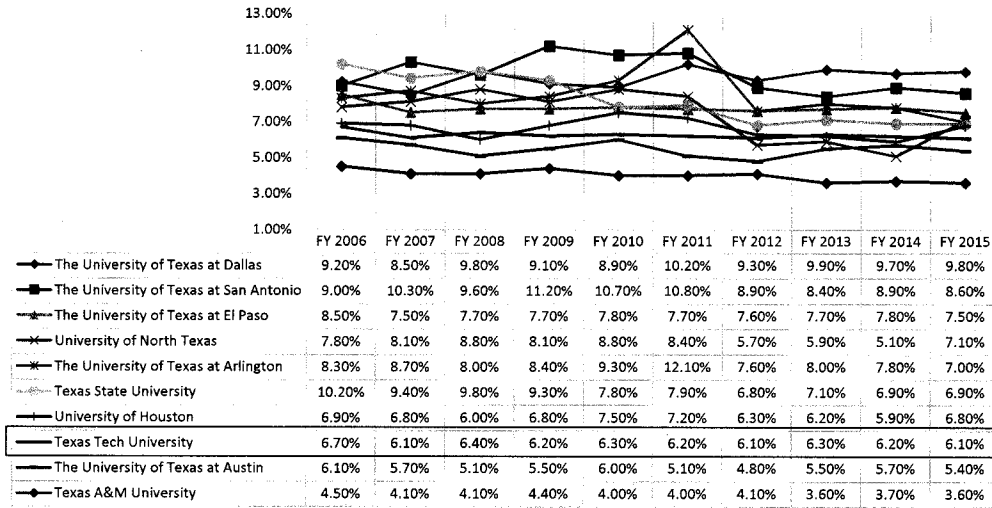 13.00%
11.00%
9.00%
7.00%
5.00%
3.00%
1.00%
FY 2006 FY 2007 FY 2008 FY 2009 FY 2010 FY 2011 FY 2012 FY 2013 FY 2014 FY 2015
The University of Texas at Dallas 9.20% 8.50% 9.80% 9.10% 8.90% 10.20% 9.30% 9.90% 9.70% 9.80%
The University of Texas at San Antonio 9.00% 10.30% 9.60% 11.20% 10.70% 10.80% 8.90% 8.40% 8.90% 8.60%
The University of Texas at El Paso 8.50% 7.50% 7.70% 7.70% 7.80% 7.70% 7.60% 7.70% 7.80% 7.50%
University of North Texas 7.80% 8.10% 8.80% 8.10% 8.80% 8.40% 5.70% 5.90% 5.10% 7.10%
The University of Texas at Arlington 8.30% 8.70% 8.00% 8.40% 9.30% 12.10% 7.60% 8.00% 7.80% 7.00%
Texas State University 10.20% 9.40% 9.80% 9.30% 7.80% 7.90% 6.80% 7.10% 6.90% 6.90%
University of Houston 6.90% 6.80% 6.00% 6.80% 7.50% 7.20% 6.30% 6.20% 5.90% 6.80%
Texas Tech University 6.70% 6.10% 6.40% 6.20% 6.30% 6.20% 6.10% 6.30% 6.20% 6.10%
The University of Texas at Austin 6.10% 5.70% 5.10% 5.50% 6.00% 5.10% 4.80% 5.50% 5.70% 5.40%
Texas A&M University 4.50% 4.10% 4.10% 4.40% 4.00% 4.00% 4.10% 3.60% 3.70% 3.60%